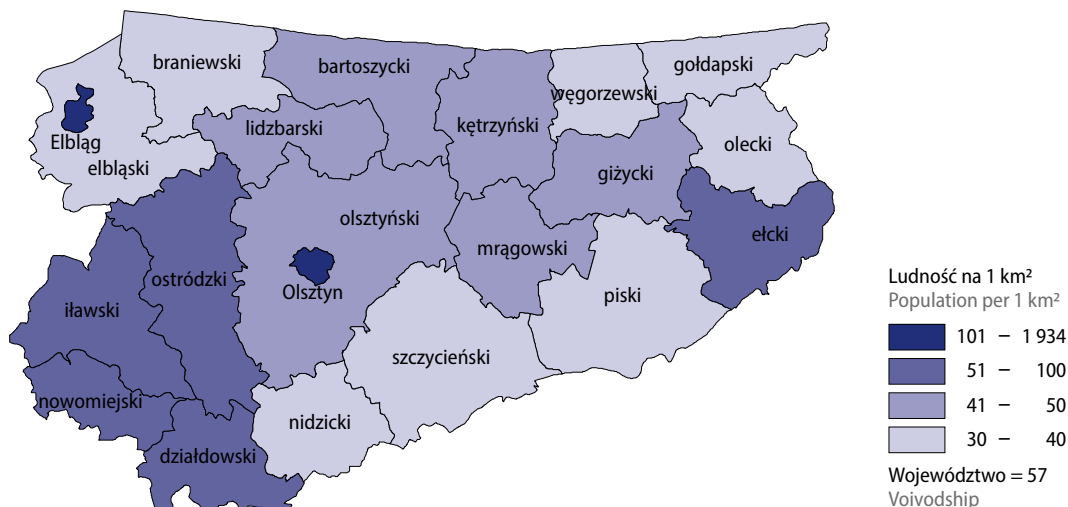 braniewski
bartoszycki
gołdapski
węgorzewski
lidzbarski
kętrzyński
Elbląg
elbląski
olecki
giżycki
olsztyński
mrągowski
ełcki
ostródzki
Olsztyn
piski
iławski
szczycieński
nowomiejski
nidzicki
działdowski
Ludność na 1 km²
Population per 1 km²
101 – 1 934
51 – 100
41 – 50
30 – 40
Województwo = 57
Voivodship